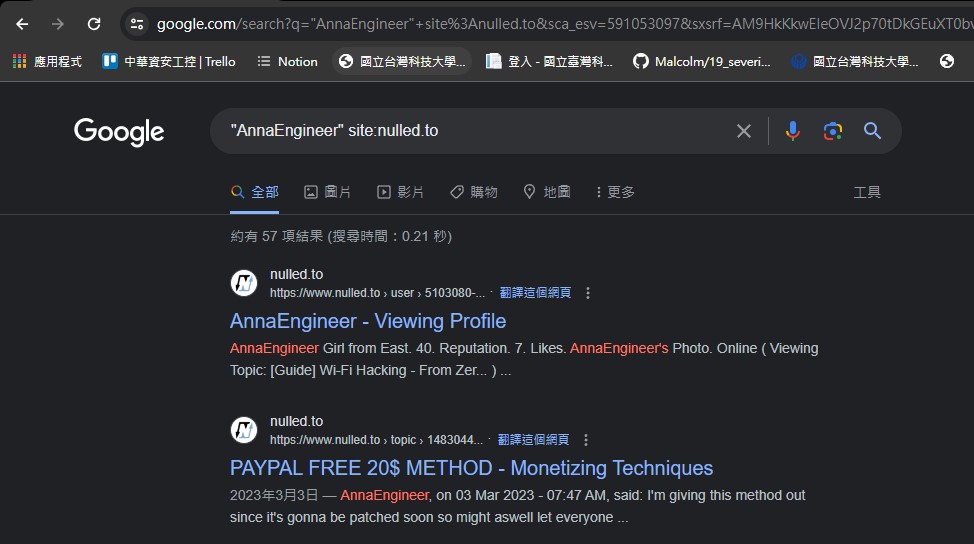 google.com/search?q="AnnaEngineer"+site%3Anulled.to&sca_esv=591053097&sxsrf=AM9HkKkwEleOVJ2p70tDkGEuXT0bv
應用程式 中華資安工控 | Trello Notion 國立台灣科技大學... 登入 - 國立臺灣科... Malcolm/19_severi... 國立台灣科技大學...
Google "AnnaEngineer" site:nulled.to
全部 圖片 影片 購物 地圖 更多 工具
約有 57 項結果 (搜尋時間：0.21 秒)
nulled.to
https://www.nulled.to › user › 5103080-... · 翻譯這個網頁
AnnaEngineer - Viewing Profile
AnnaEngineer Girl from East. 40. Reputation. 7. Likes. AnnaEngineer's Photo. Online ( Viewing
Topic: [Guide] Wi-Fi Hacking - From Zer... ) ...
nulled.to
https://www.nulled.to › topic › 1483044... · 翻譯這個網頁
PAYPAL FREE 20$ METHOD - Monetizing Techniques
2023年3月3日 — AnnaEngineer, on 03 Mar 2023 - 07:47 AM, said: I'm giving this method out
since it's gonna be patched soon so might aswell let everyone ...